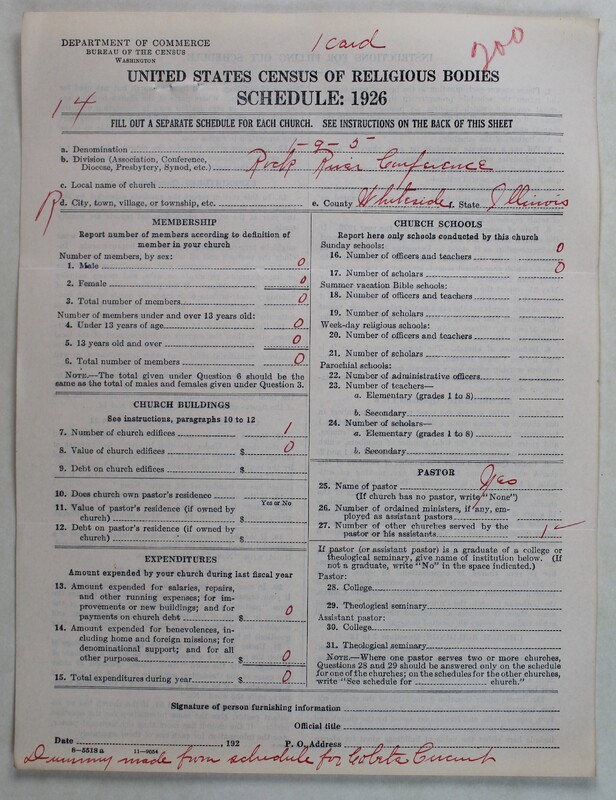 DEPARTMENT OF COMMERCE
BUREAU OF THE CENSUS
WASHINGTON
1 card
200
UNITED STATES CENSUS OF RELIGIOUS BODIES
SCHEDULE: 1926
14
FILL OUT A SEPARATE SCHEDULE FOR EACH CHURCH. SEE INSTRUCTIONS ON THE BACK OF THIS SHEET
a. Denomination 1-9-5
b. Division (Association, Conference, Diocese, Presbytery, Synod, etc.) Rock River Conference
c. Local name of church
R d. City, town, village, or township, etc. e. County Whiteside f. State Illinois
MEMBERSHIP
Report number of members according to definition of
member in your church
Number of members, by sex:
1. Male 0
2. Female 0
3. Total number of members 0
Number of members under and over 13 years old:
4. Under 13 years of age 0
5. 13 years old and over 0
6. Total number of members 0
NOTE.—The total given under Question 6 should be the
same as the total of males and females given under Question 3.
CHURCH BUILDINGS
See instructions, paragraphs 10 to 12
7. Number of church edifices 1
8. Value of church edifices $ 0
9. Debt on church edifices $
10. Does church own pastor's residence
Yes or No
11. Value of pastor's residence (if owned by
church) $
12. Debt on pastor's residence (if owned by
church) $
EXPENDITURES
Amount expended by your church during last fiscal year
13. Amount expended for salaries, repairs,
and other running expenses; for im-
provements or new buildings; and for
payments on church debt $ 0
14. Amount expended for benevolences, in-
cluding home and foreign missions; for
denominational support; and for all
other purposes $ 0
15. Total expenditures during year $ 0
CHURCH SCHOOLS
Report here only schools conducted by this church
Sunday schools:
16. Number of officers and teachers 0
17. Number of scholars 0
Summer vacation Bible schools:
18. Number of officers and teachers
19. Number of scholars
Week-day religious schools:
20. Number of officers and teachers
21. Number of scholars
Parochial schools:
22. Number of administrative officers
23. Number of teachers—
a. Elementary (grades 1 to 8)
b. Secondary
24. Number of scholars—
a. Elementary (grades 1 to 8)
b. Secondary
PASTOR
25. Name of pastor Yes
(If church has no pastor, write "None")
26. Number of ordained ministers, if any, em-
ployed as assistant pastors
27. Number of other churches served by the
pastor or his assistants 1
If pastor (or assistant pastor) is a graduate of a college or
theological seminary, give name of institution below. (If
not a graduate, write "No" in the space indicated.)
Pastor:
28. College
29. Theological seminary
Assistant pastor:
30. College
31. Theological seminary
NOTE.—Where one pastor serves two or more churches,
Questions 28 and 29 should be answered only on the schedule
for one of the churches; on the schedules for the other churches,
write "See schedule for church."
Signature of person furnishing information
Official title
Date , 192 P. O. Address
8-5518a 11-9034
Dummy made from schedule for Circuit